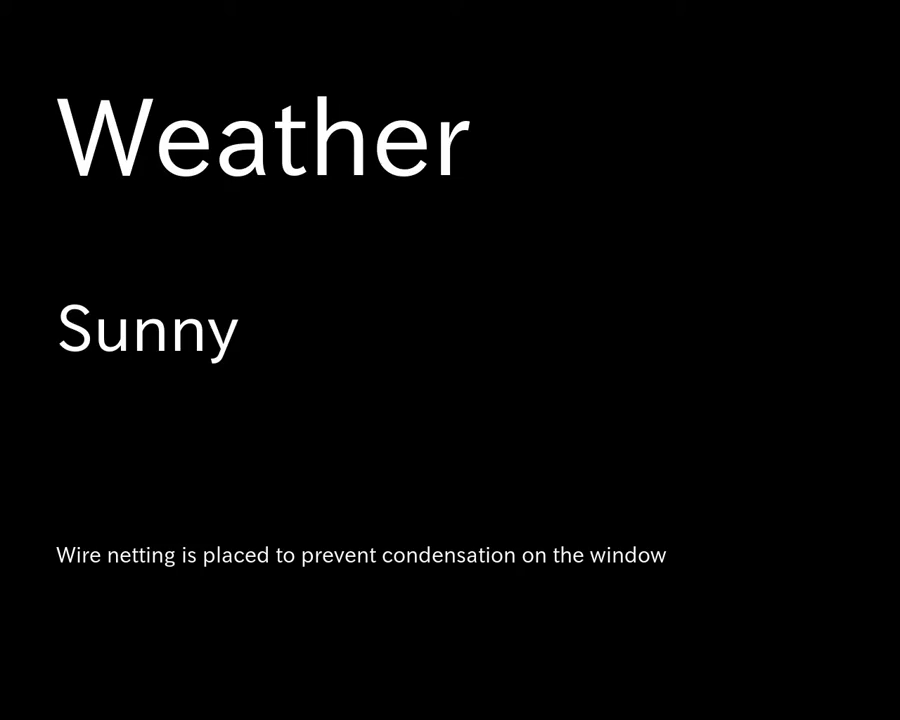 Weather
Sunny
Wire netting is placed to prevent condensation on the window